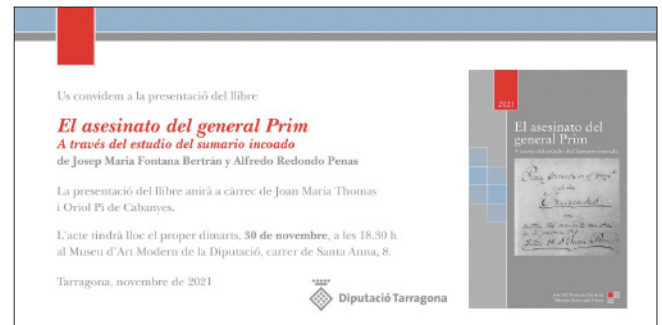 Us convidem a la presentació del llibre
El asesinato del general Prim
A través del estudio del sumario incoado
de Josep Maria Fontana Bertrán y Alfredo Redondo Penas
La presentació del llibre anirà a càrrec de Joan Maria Thomas
i Oriol Pi de Cabanyes.
L'acte tindrà lloc el proper dimarts, 30 de novembre, a les 18.30 h
al Museu d'Art Modern de la Diputació, carrer de Santa Anna, 8.
Tarragona, novembre de 2021
Diputació Tarragona
2021
El asesinato del
general Prim
A través del estudio del Sumario incoado
Alfredo Redondo Penas